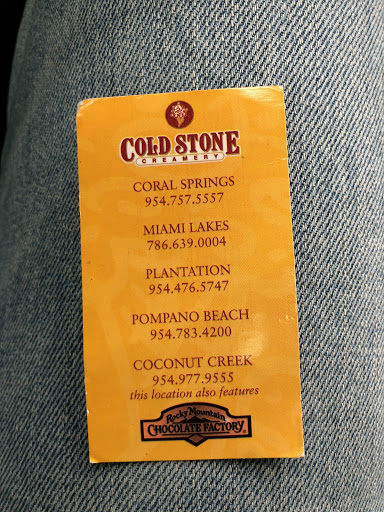 COLD STONE
CREAMERY
CORAL SPRINGS
954.757.5557
MIAMI LAKES
786.639.0004
PLANTATION
954.476.5747
POMPANO BEACH
954.783.4200
COCONUT CREEK
954.977.9555
this location also features
Rocky Mountain
CHOCOLATE FACTORY